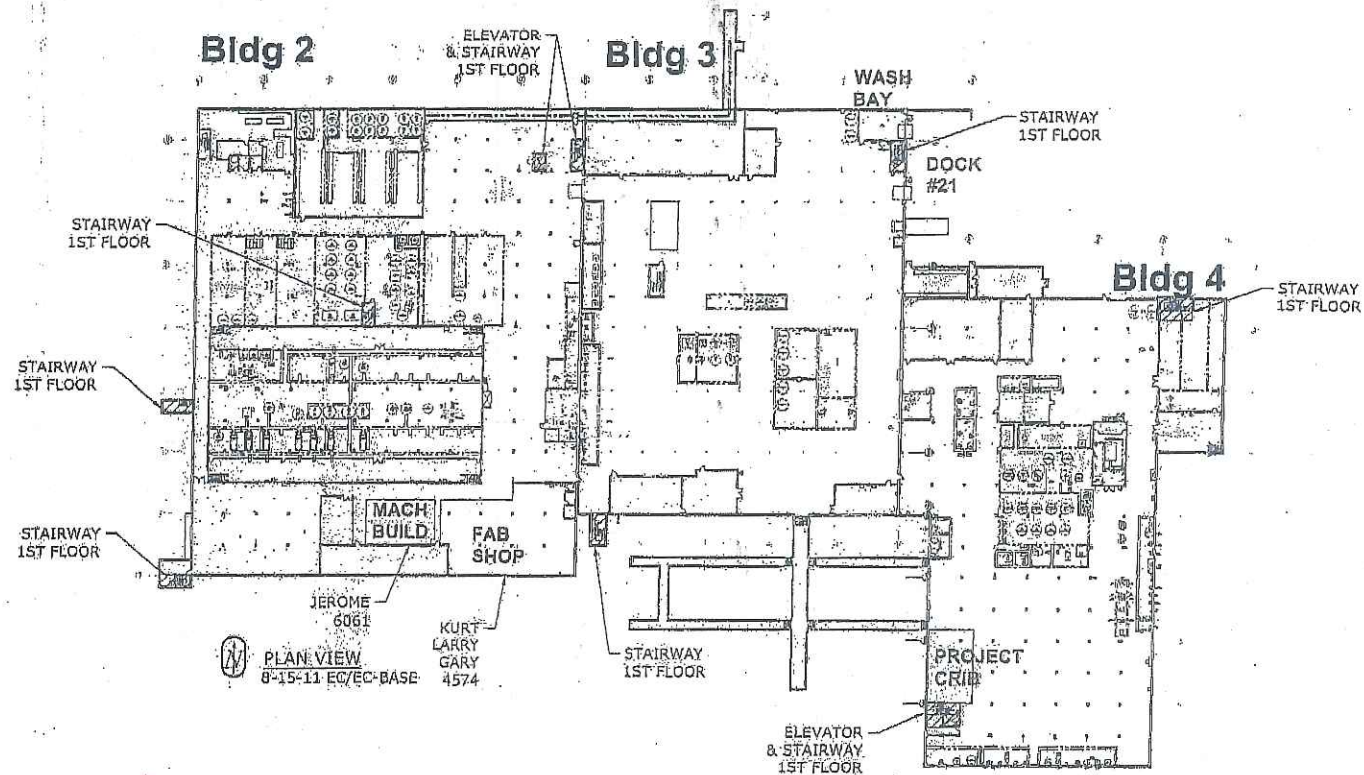 Bldg 2
ELEVATOR
& STAIRWAY
1ST FLOOR
Bldg 3
WASH
BAY
STAIRWAY
1ST FLOOR
DOCK
#21
STAIRWAY
1ST FLOOR
Bldg 4
STAIRWAY
1ST FLOOR
STAIRWAY
1ST FLOOR
MACH
BUILD
FAB
SHOP
STAIRWAY
1ST FLOOR
JEROME
6061
KURT
LARRY
GARY
4574
STAIRWAY
1ST FLOOR
N
PLAN VIEW
8-15-11 EC/EC-BASE
PROJECT
CRIB
ELEVATOR
& STAIRWAY
1ST FLOOR